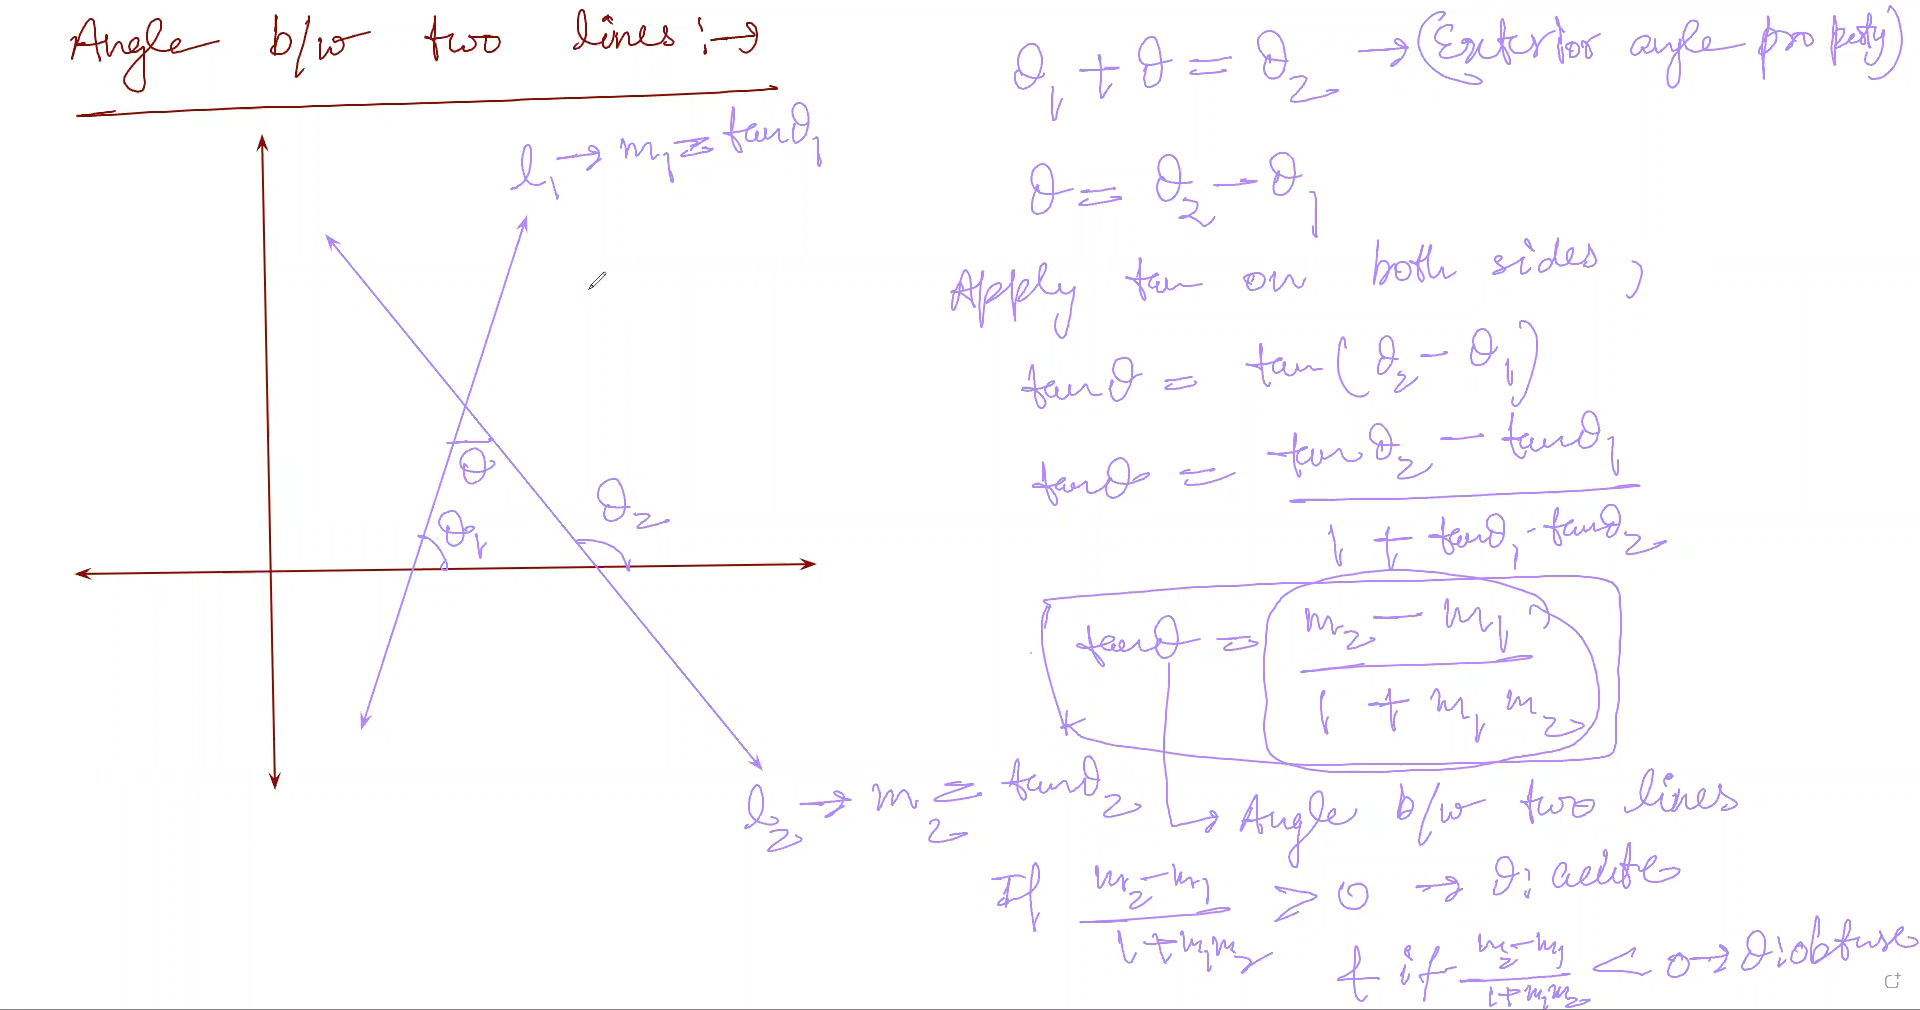 Angle b/w two lines :→
l₁ → m₁ = tanθ₁
θ
θ₁
θ₂
l₂ → m₂ = tanθ₂
θ₁ + θ = θ₂ → (Exterior angle property)
θ = θ₂ - θ₁
Apply tan on both sides,
tanθ = tan(θ₂ - θ₁)
tanθ = tanθ₂ - tanθ₁
1 + tanθ₁·tanθ₂
tanθ = m₂ - m₁
1 + m₁ m₂
→ Angle b/w two lines
If m₂-m₁ / 1+m₁m₂ > 0 → θ: acute
& if m₂-m₁ / 1+m₁m₂ < 0 → θ: obtuse